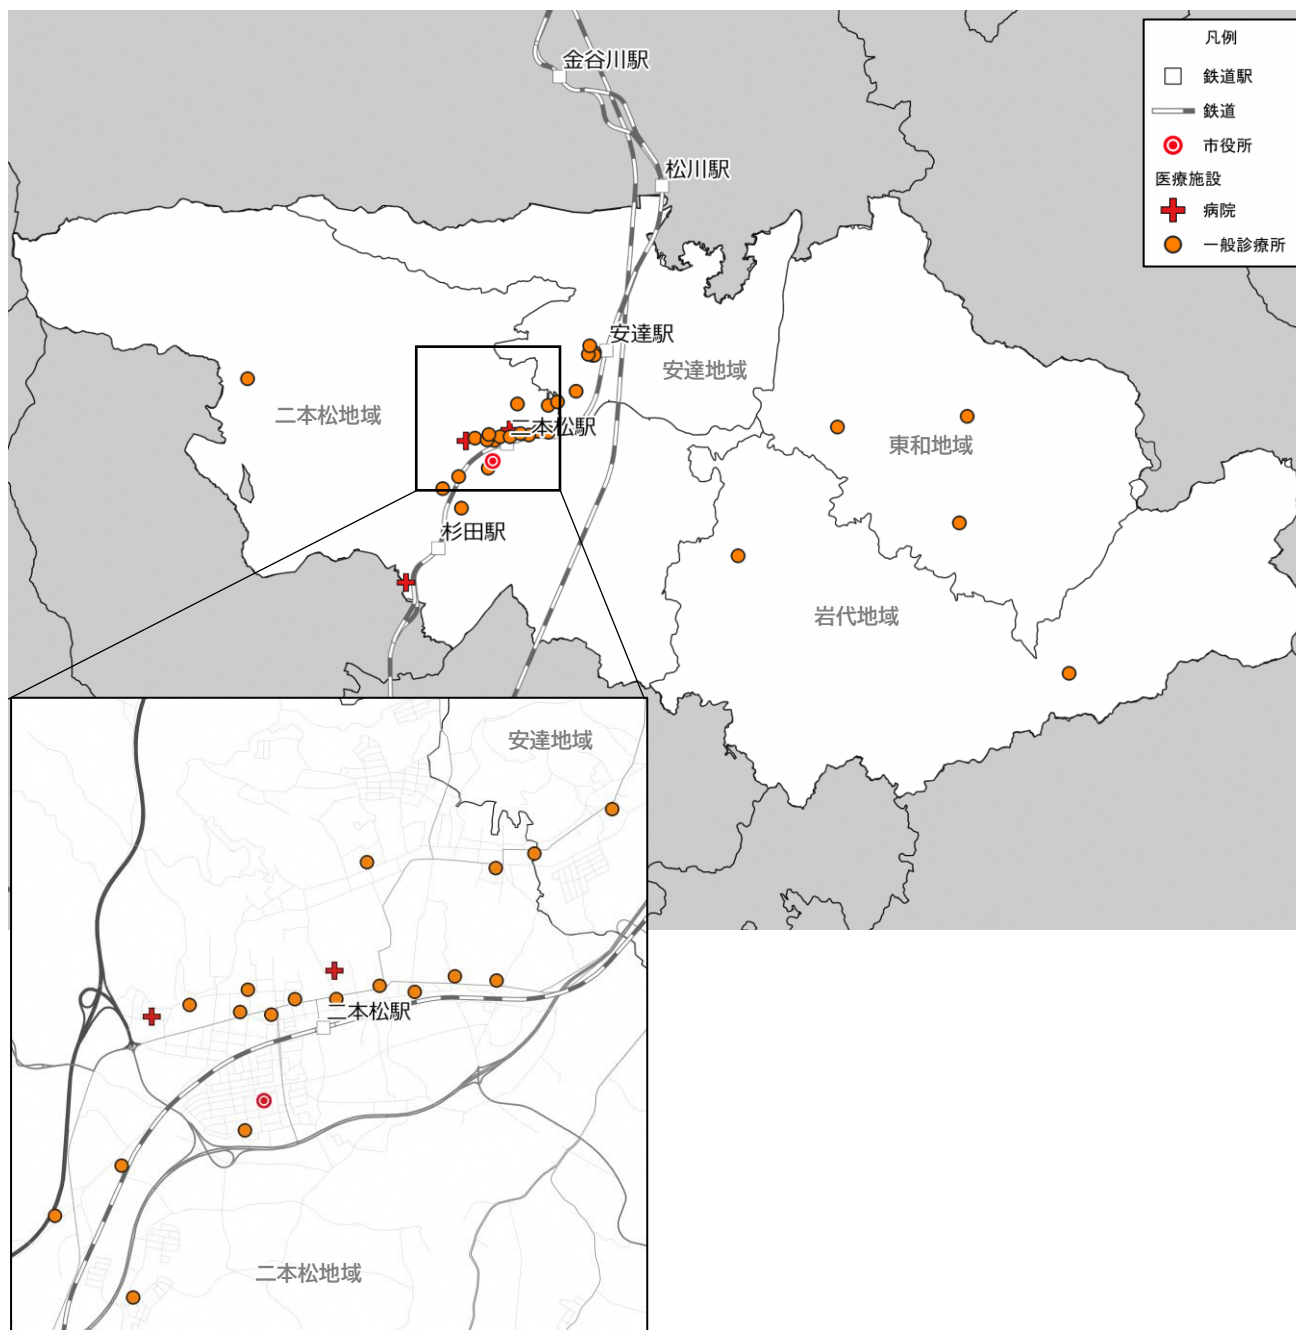 金谷川駅
松川駅
凡例
鉄道駅
鉄道
市役所
医療施設
病院
一般診療所
安達駅
安達地域
二本松地域
二本松駅
東和地域
杉田駅
岩代地域
安達地域
二本松駅
二本松地域